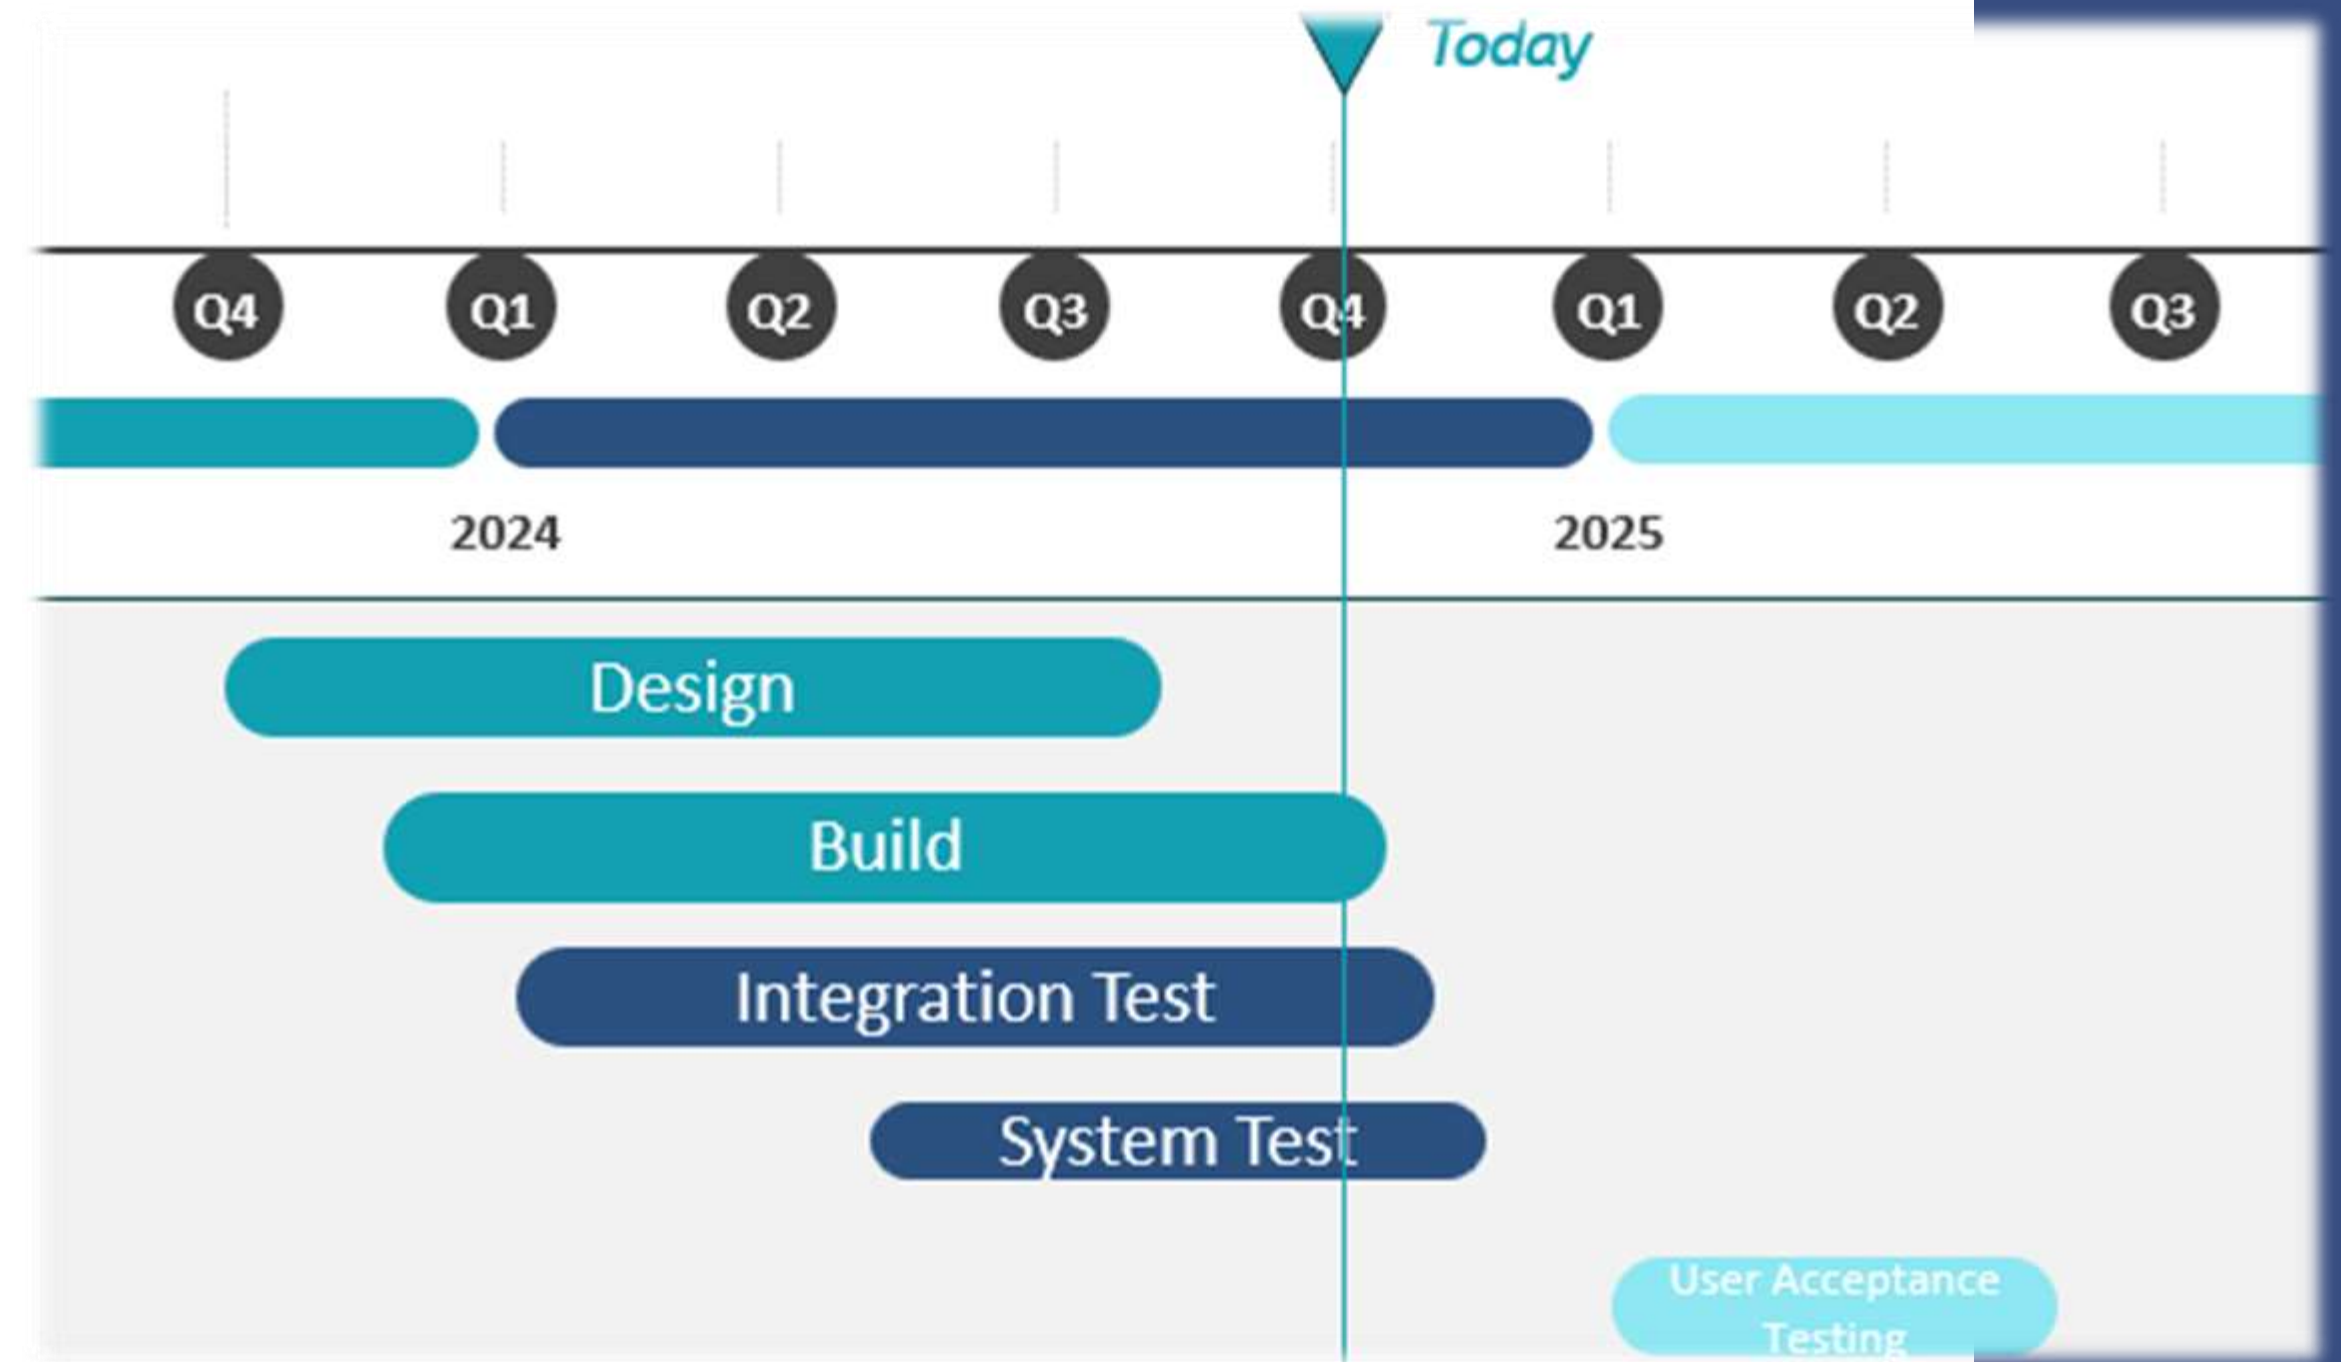 Today
Q4 Q1 Q2 Q3 Q4 Q1 Q2 Q3
2024 2025
Design
Build
Integration Test
System Test
User Acceptance
Testing